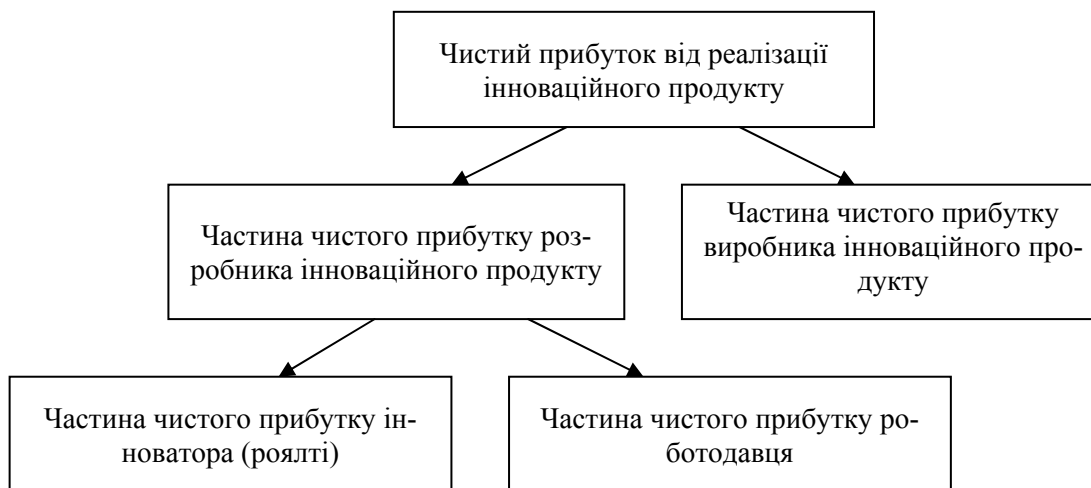 Чистий прибуток від реалізації
інноваційного продукту
Частина чистого прибутку роз-
робника інноваційного продукту
Частина чистого прибутку
виробника інноваційного про-
дукту
Частина чистого прибутку ін-
новатора (роялті)
Частина чистого прибутку ро-
ботодавця